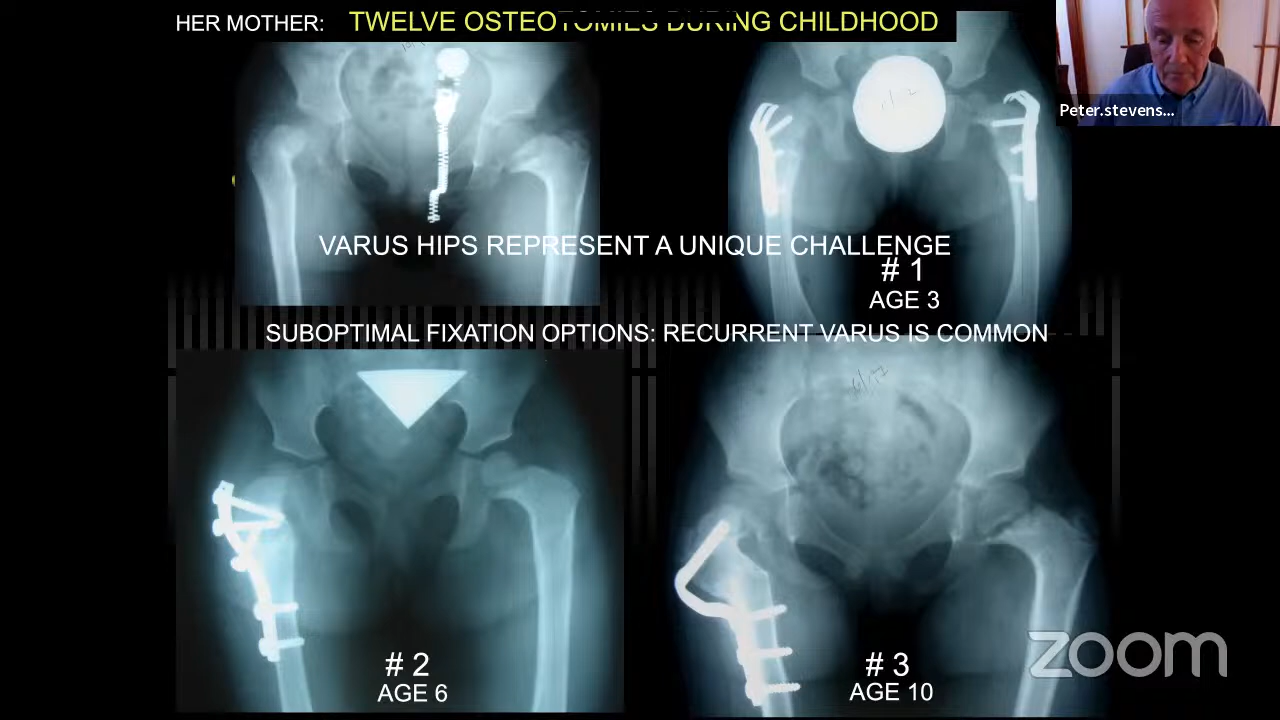 HER MOTHER: TWELVE OSTEOTOMIES DURING CHILDHOOD
Peter.stevens...
VARUS HIPS REPRESENT A UNIQUE CHALLENGE
# 1
AGE 3
SUBOPTIMAL FIXATION OPTIONS: RECURRENT VARUS IS COMMON
# 2
AGE 6
# 3
AGE 10
zoom